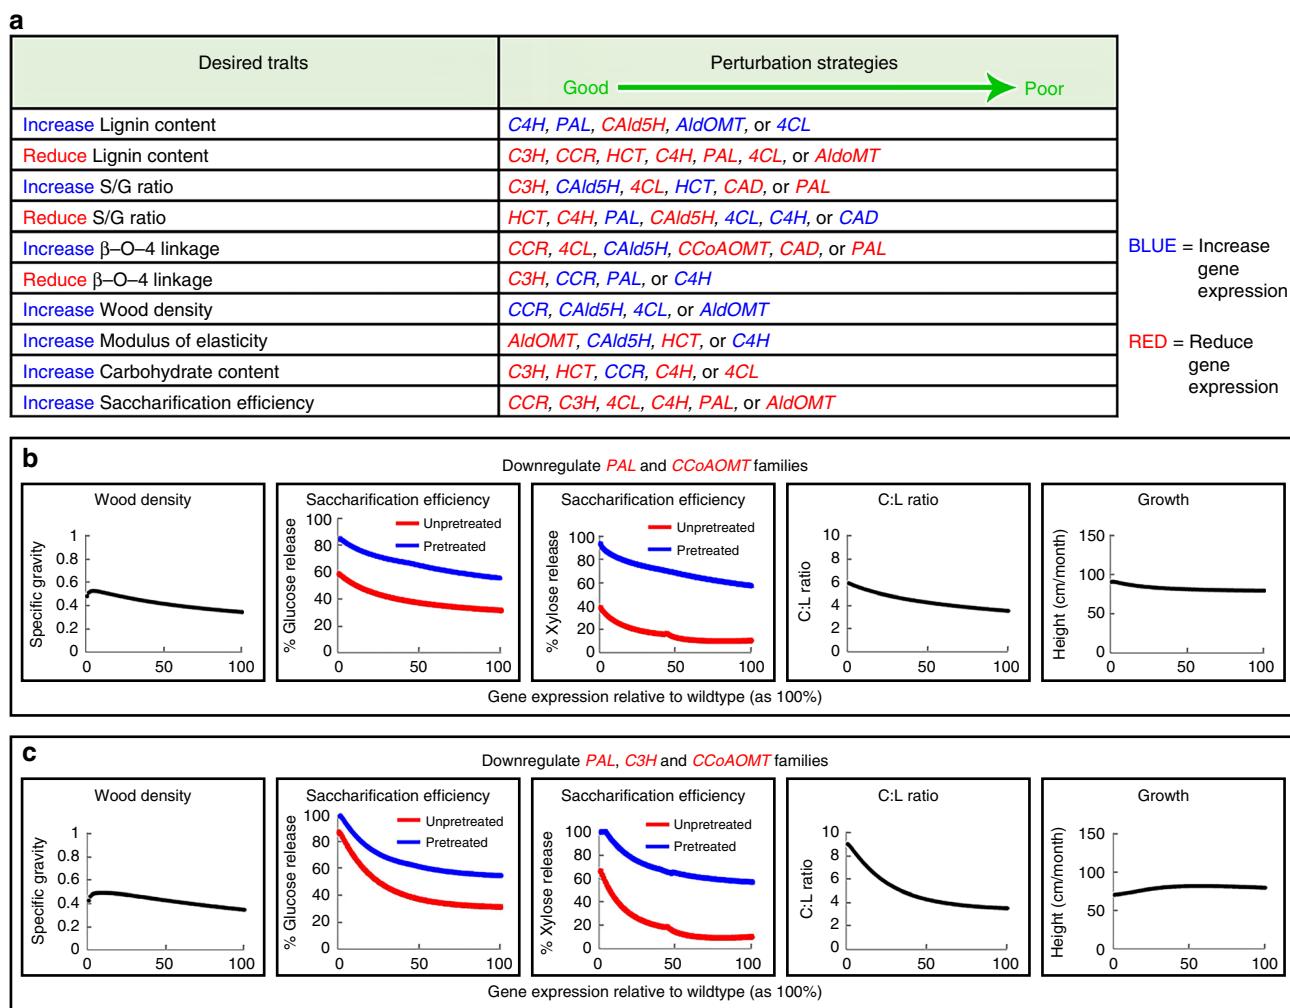 a
Desired traIts
Perturbation strategies
Good
Poor
Increase Lignin content
C4H, PAL, CAld5H, AldOMT, or 4CL
Reduce Lignin content
C3H, CCR, HCT, C4H, PAL, 4CL, or AldoMT
Increase S/G ratio
C3H, CAld5H, 4CL, HCT, CAD, or PAL
Reduce S/G ratio
HCT, C4H, PAL, CAld5H, 4CL, C4H, or CAD
Increase β–O–4 linkage
CCR, 4CL, CAld5H, CCoAOMT, CAD, or PAL
Reduce β–O–4 linkage
C3H, CCR, PAL, or C4H
Increase Wood density
CCR, CAld5H, 4CL, or AldOMT
Increase Modulus of elasticity
AldOMT, CAld5H, HCT, or C4H
Increase Carbohydrate content
C3H, HCT, CCR, C4H, or 4CL
Increase Saccharification efficiency
CCR, C3H, 4CL, C4H, PAL, or AldOMT
BLUE = Increase
gene
expression
RED = Reduce
gene
expression
b
Downregulate PAL and CCoAOMT families
Wood density
Specific gravity
1
0.8
0.6
0.4
0.2
0
0 50 100
Saccharification efficiency
% Glucose release
100
80
60
40
20
0
Unpretreated
Pretreated
0 50 100
Saccharification efficiency
% Xylose release
100
80
60
40
20
0
Unpretreated
Pretreated
0 50 100
C:L ratio
C:L ratio
10
8
6
4
2
0
0 50 100
Growth
Height (cm/month)
150
100
50
0
0 50 100
Gene expression relative to wildtype (as 100%)
c
Downregulate PAL, C3H and CCoAOMT families
Wood density
Specific gravity
1
0.8
0.6
0.4
0.2
0
0 50 100
Saccharification efficiency
% Glucose release
100
80
60
40
20
0
Unpretreated
Pretreated
0 50 100
Saccharification efficiency
% Xylose release
100
80
60
40
20
0
Unpretreated
Pretreated
0 50 100
C:L ratio
C:L ratio
10
8
6
4
2
0
0 50 100
Growth
Height (cm/month)
150
100
50
0
0 50 100
Gene expression relative to wildtype (as 100%)